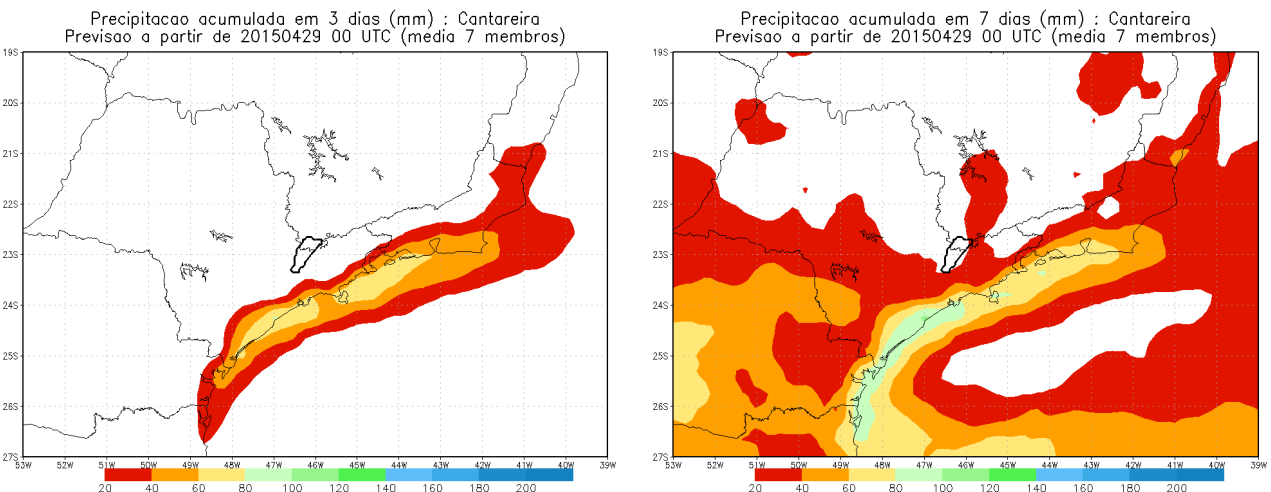 Precipitacao acumulada em 3 dias (mm) : Cantareira
Previsao a partir de 20150429 00 UTC (media 7 membros)
19S
20S
21S
22S
23S
24S
25S
26S
27S
53W 52W 51W 50W 49W 48W 47W 46W 45W 44W 43W 42W 41W 40W 39W
20 40 60 80 100 120 140 160 180 200
Precipitacao acumulada em 7 dias (mm) : Cantareira
Previsao a partir de 20150429 00 UTC (media 7 membros)
19S
20S
21S
22S
23S
24S
25S
26S
27S
53W 52W 51W 50W 49W 48W 47W 46W 45W 44W 43W 42W 41W 40W 39W
20 40 60 80 100 120 140 160 180 200